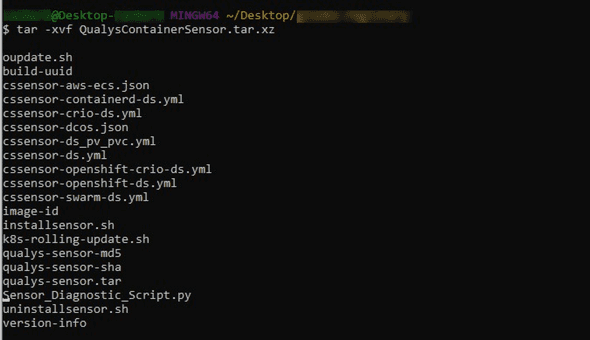 @Desktop- MINGW64 ~/Desktop/
$ tar -xvf QualysContainerSensor.tar.xz
oupdate.sh
build-uuid
cssensor-aws-ecs.json
cssensor-containerd-ds.yml
cssensor-crio-ds.yml
cssensor-dcos.json
cssensor-ds_pv_pvc.yml
cssensor-ds.yml
cssensor-openshift-crio-ds.yml
cssensor-openshift-ds.yml
cssensor-swarm-ds.yml
image-id
installsensor.sh
k8s-rolling-update.sh
qualys-sensor-md5
qualys-sensor-sha
qualys-sensor.tar
Sensor_Diagnostic_Script.py
uninstallsensor.sh
version-info